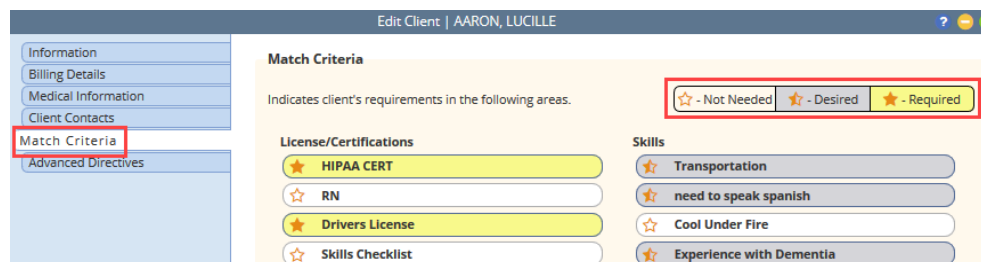 Edit Client | AARON, LUCILLE
?
Information
Billing Details
Medical Information
Client Contacts
Match Criteria
Advanced Directives
Match Criteria
Indicates client's requirements in the following areas.
- Not Needed - Desired - Required
License/Certifications
HIPAA CERT
RN
Drivers License
Skills Checklist
Skills
Transportation
need to speak spanish
Cool Under Fire
Experience with Dementia